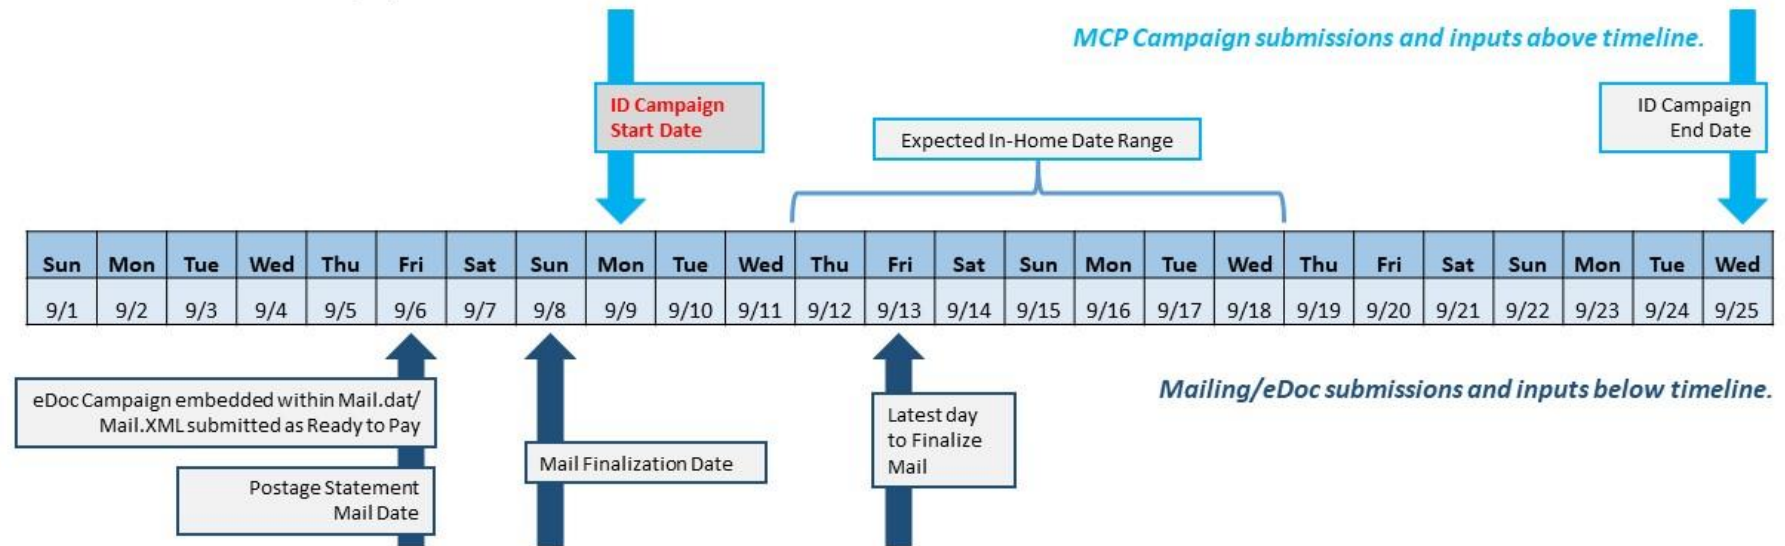 MCP Campaign submissions and inputs above timeline.
ID Campaign
Start Date
ID Campaign
End Date
Expected In-Home Date Range
Sun Mon Tue Wed Thu Fri Sat Sun Mon Tue Wed Thu Fri Sat Sun Mon Tue Wed Thu Fri Sat Sun Mon Tue Wed
9/1 9/2 9/3 9/4 9/5 9/6 9/7 9/8 9/9 9/10 9/11 9/12 9/13 9/14 9/15 9/16 9/17 9/18 9/19 9/20 9/21 9/22 9/23 9/24 9/25
Mailing/eDoc submissions and inputs below timeline.
eDoc Campaign embedded within Mail.dat/
Mail.XML submitted as Ready to Pay
Postage Statement
Mail Date
Mail Finalization Date
Latest day
to Finalize
Mail